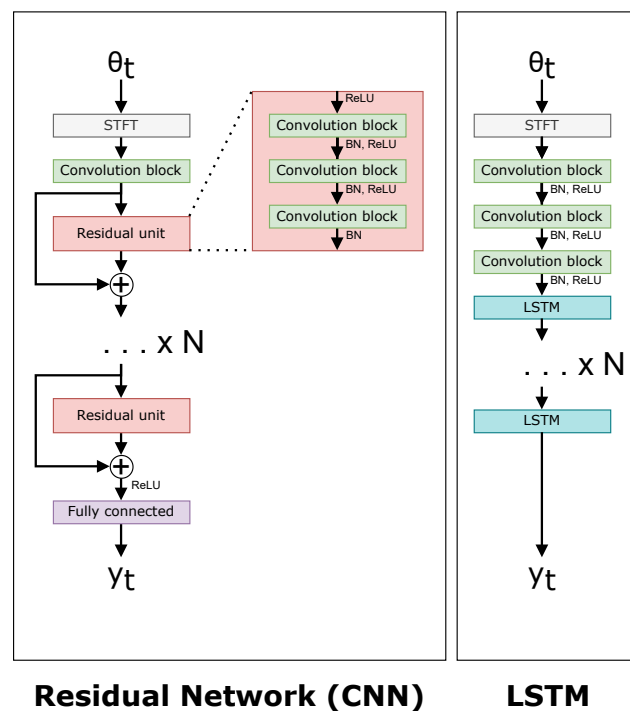 θt
STFT
Convolution block
Residual unit
+
. . . x N
Residual unit
+
ReLU
Fully connected
yt
ReLU
Convolution block
BN, ReLU
Convolution block
BN, ReLU
Convolution block
BN
Residual Network (CNN)
θt
STFT
Convolution block
BN, ReLU
Convolution block
BN, ReLU
Convolution block
BN, ReLU
LSTM
. . . x N
LSTM
yt
LSTM